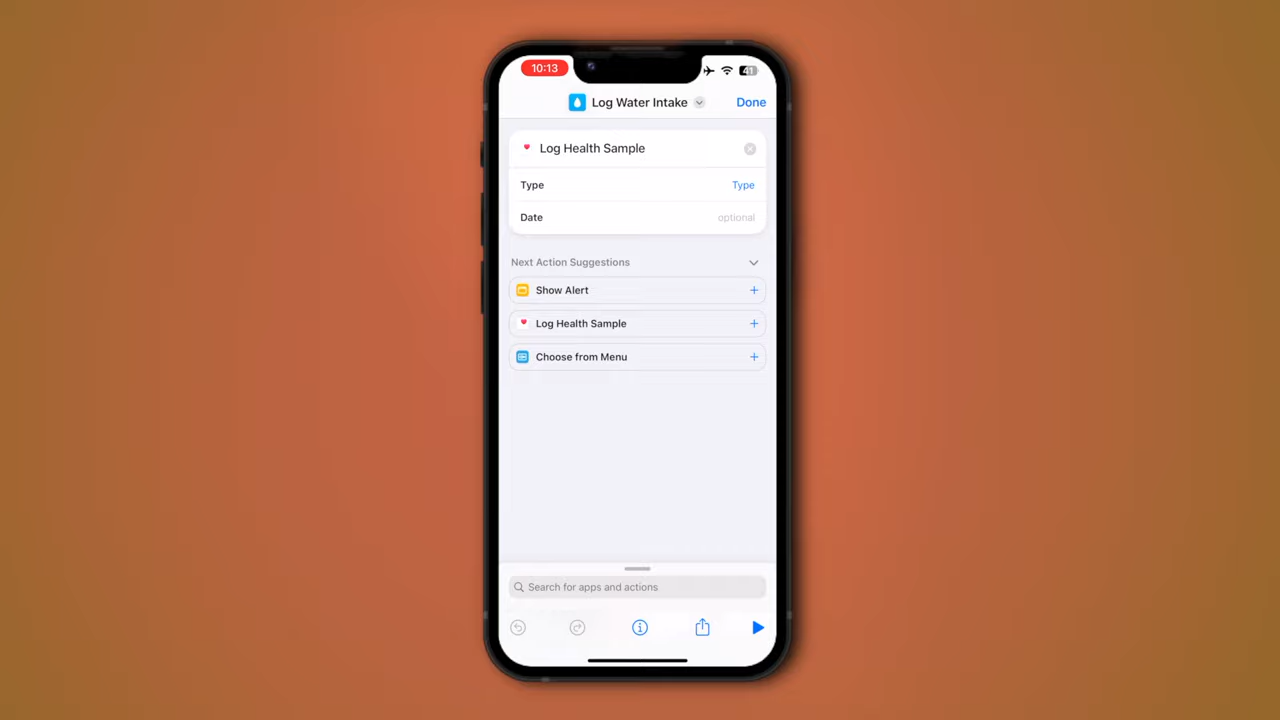 10:13
41
Log Water Intake
Done
Log Health Sample
Type Type
Date optional
Next Action Suggestions
Show Alert
Log Health Sample
Choose from Menu
Search for apps and actions